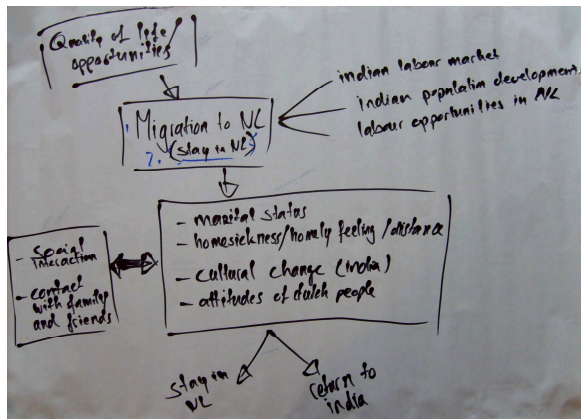 Quality of life
opportunities
indian labour market
indian population development
labour opportunities in NL
1. Migration to NL
2. (stay in NL)
- marital status
- homesickness/homely feeling/distance
- cultural change (india)
- attitudes of dutch people
- social
interaction
- contact
with family
and friends
stay in
NL
return to
india